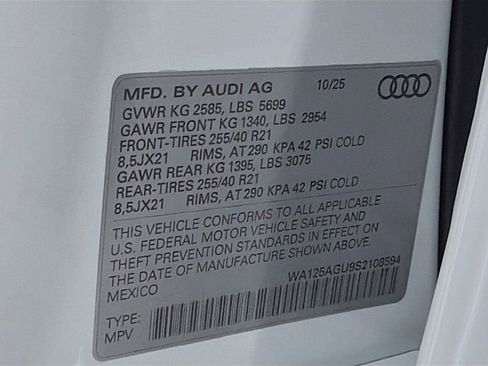 MFD. BY AUDI AG 10/25
GVWR KG 2585, LBS 5699
GAWR FRONT KG 1340, LBS 2954
FRONT-TIRES 255/40 R21
8,5JX21 RIMS, AT 290 KPA 42 PSI COLD
GAWR REAR KG 1395, LBS 3075
REAR-TIRES 255/40 R21
8,5JX21 RIMS, AT 290 KPA 42 PSI COLD
THIS VEHICLE CONFORMS TO ALL APPLICABLE
U.S. FEDERAL MOTOR VEHICLE SAFETY AND
THEFT PREVENTION STANDARDS IN EFFECT ON
THE DATE OF MANUFACTURE SHOWN ABOVE.
MEXICO
WA125AGU9S2108594
TYPE:
MPV